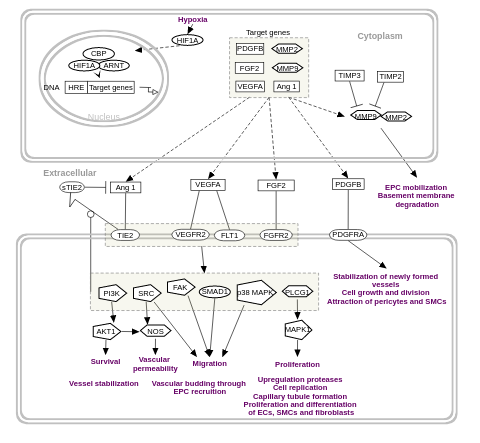 Hypoxia
HIF1A
Target genes
Cytoplasm
CBP
PDGFB
MMP2
HIF1A
ARNT
FGF2
MMP9
TIMP3
TIMP2
DNA
HRE
Target genes
VEGFA
Ang 1
Nucleus
MMP9
MMP2
Extracellular
sTIE2
Ang 1
VEGFA
FGF2
PDGFB
EPC mobilization
Basement membrane
degradation
TIE2
VEGFR2
FLT1
FGFR2
PDGFRA
Stabilization of newly formed
vessels
Cell growth and division
Attraction of pericytes and SMCs
PI3K
SRC
FAK
SMAD1
p38 MAPK
PLCG1
AKT1
NOS
MAPK1
Survival
Vascular
permeability
Migration
Proliferation
Vessel stabilization
Vascular budding through
EPC recruitment
Upregulation proteases
Cell replication
Capillary tubule formation
Proliferation and differentiation
of ECs, SMCs and fibroblasts